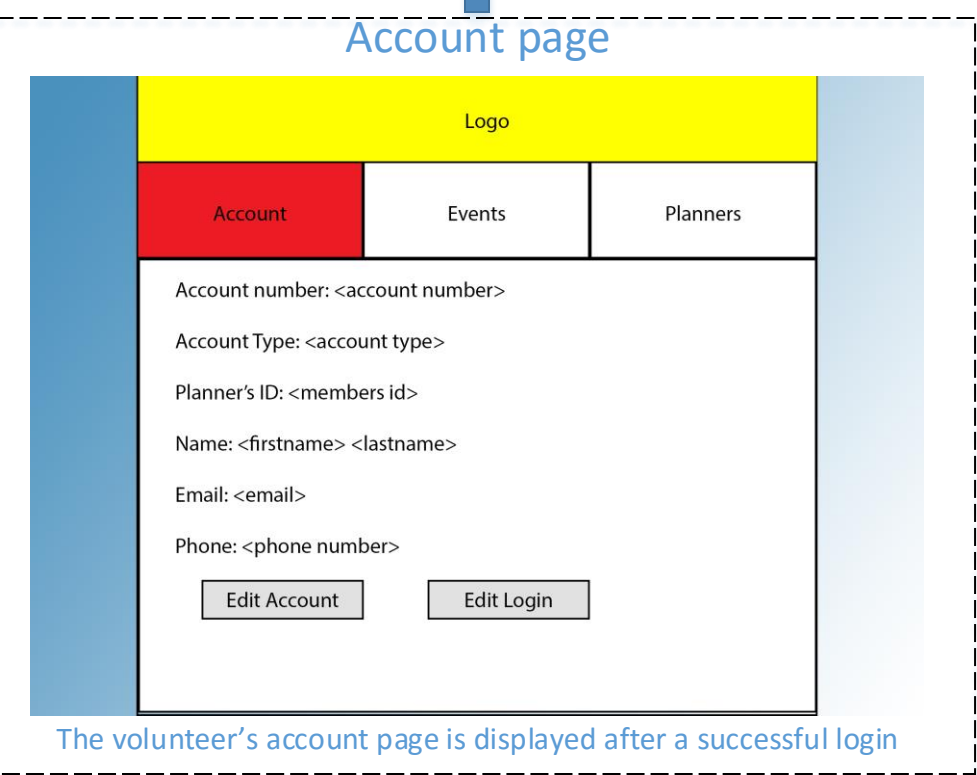 Account page
Logo
Account Events Planners
Account number: <account number>
Account Type: <account type>
Planner’s ID: <members id>
Name: <firstname> <lastname>
Email: <email>
Phone: <phone number>
Edit Account Edit Login
The volunteer’s account page is displayed after a successful login